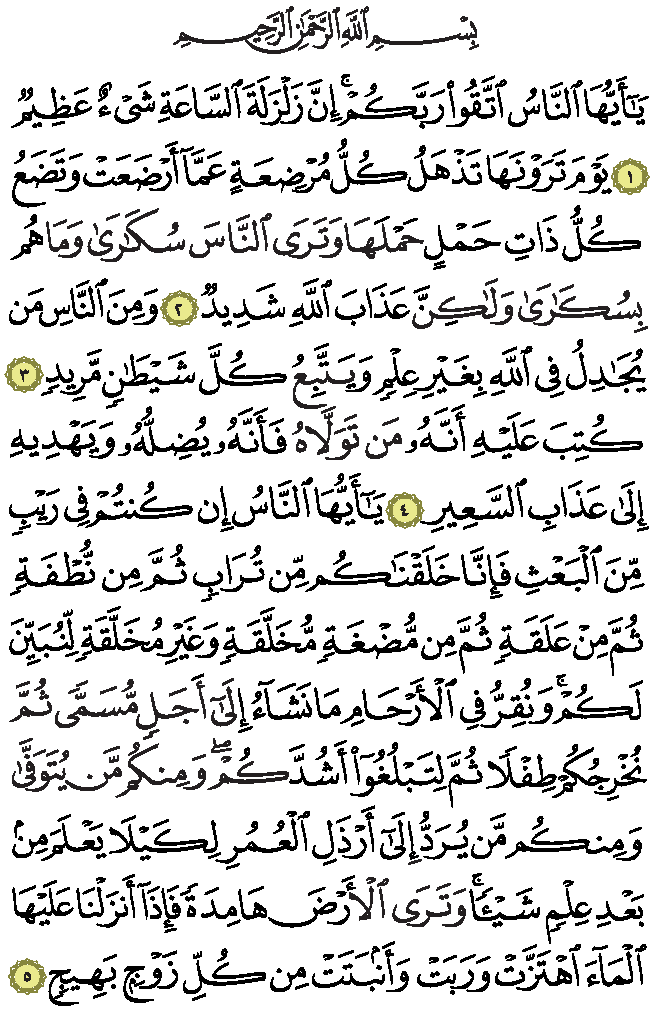 بِسْمِ ٱللَّهِ ٱلرَّحْمَٰنِ ٱلرَّحِيمِ
يَٰٓأَيُّهَا ٱلنَّاسُ ٱتَّقُوا۟ رَبَّكُمْ ۚ إِنَّ زَلْزَلَةَ ٱلسَّاعَةِ شَىْءٌ عَظِيمٌ
١ يَوْمَ تَرَوْنَهَا تَذْهَلُ كُلُّ مُرْضِعَةٍ عَمَّآ أَرْضَعَتْ وَتَضَعُ
كُلُّ ذَاتِ حَمْلٍ حَمْلَهَا وَتَرَى ٱلنَّاسَ سُكَٰرَىٰ وَمَا هُم
بِسُكَٰرَىٰ وَلَٰكِنَّ عَذَابَ ٱللَّهِ شَدِيدٌ ٢ وَمِنَ ٱلنَّاسِ مَن
يُجَٰدِلُ فِى ٱللَّهِ بِغَيْرِ عِلْمٍ وَيَتَّبِعُ كُلَّ شَيْطَٰنٍ مَّرِيدٍ ٣
كُتِبَ عَلَيْهِ أَنَّهُۥ مَن تَوَلَّاهُ فَأَنَّهُۥ يُضِلُّهُۥ وَيَهْدِيهِ
إِلَىٰ عَذَابِ ٱلسَّعِيرِ ٤ يَٰٓأَيُّهَا ٱلنَّاسُ إِن كُنتُمْ فِى رَيْبٍ
مِّنَ ٱلْبَعْثِ فَإِنَّا خَلَقْنَٰكُم مِّن تُرَابٍ ثُمَّ مِن نُّطْفَةٍ
ثُمَّ مِنْ عَلَقَةٍ ثُمَّ مِن مُّضْغَةٍ مُّخَلَّقَةٍ وَغَيْرِ مُخَلَّقَةٍ لِّنُبَيِّنَ
لَكُمْ ۚ وَنُقِرُّ فِى ٱلْأَرْحَامِ مَا نَشَآءُ إِلَىٰٓ أَجَلٍ مُّسَمًّى ثُمَّ
نُخْرِجُكُمْ طِفْلًا ثُمَّ لِتَبْلُغُوٓا۟ أَشُدَّكُمْ ۖ وَمِنكُم مَّن يُتَوَفَّىٰ
وَمِنكُم مَّن يُرَدُّ إِلَىٰٓ أَرْذَلِ ٱلْعُمُرِ لِكَيْلَا يَعْلَمَ مِنۢ
بَعْدِ عِلْمٍ شَيْـًٔا ۚ وَتَرَى ٱلْأَرْضَ هَامِدَةً فَإِذَآ أَنزَلْنَا عَلَيْهَا
ٱلْمَآءَ ٱهْتَزَّتْ وَرَبَتْ وَأَنۢبَتَتْ مِن كُلِّ زَوْجٍۭ بَهِيجٍ ٥